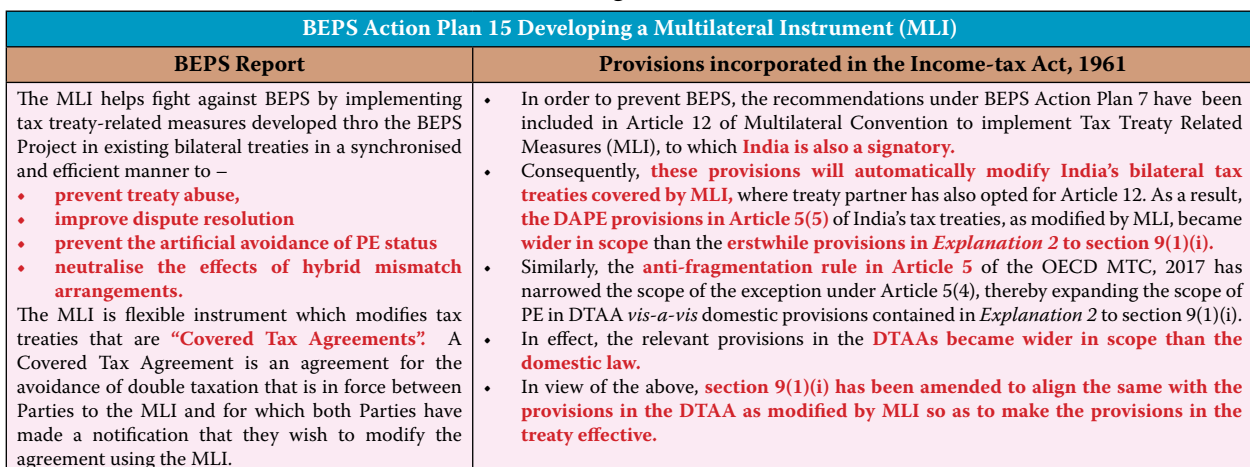 BEPS Action Plan 15 Developing a Multilateral Instrument (MLI)
BEPS Report
Provisions incorporated in the Income-tax Act, 1961
The MLI helps fight against BEPS by implementing
tax treaty-related measures developed thro the BEPS
Project in existing bilateral treaties in a synchronised
and efficient manner to –
• prevent treaty abuse,
• improve dispute resolution
• prevent the artificial avoidance of PE status
• neutralise the effects of hybrid mismatch
arrangements.
The MLI is flexible instrument which modifies tax
treaties that are “Covered Tax Agreements”. A
Covered Tax Agreement is an agreement for the
avoidance of double taxation that is in force between
Parties to the MLI and for which both Parties have
made a notification that they wish to modify the
agreement using the MLI.
• In order to prevent BEPS, the recommendations under BEPS Action Plan 7 have been
included in Article 12 of Multilateral Convention to implement Tax Treaty Related
Measures (MLI), to which India is also a signatory.
• Consequently, these provisions will automatically modify India’s bilateral tax
treaties covered by MLI, where treaty partner has also opted for Article 12. As a result,
the DAPE provisions in Article 5(5) of India’s tax treaties, as modified by MLI, became
wider in scope than the erstwhile provisions in Explanation 2 to section 9(1)(i).
• Similarly, the anti-fragmentation rule in Article 5 of the OECD MTC, 2017 has
narrowed the scope of the exception under Article 5(4), thereby expanding the scope of
PE in DTAA vis-a-vis domestic provisions contained in Explanation 2 to section 9(1)(i).
• In effect, the relevant provisions in the DTAAs became wider in scope than the
domestic law.
• In view of the above, section 9(1)(i) has been amended to align the same with the
provisions in the DTAA as modified by MLI so as to make the provisions in the
treaty effective.